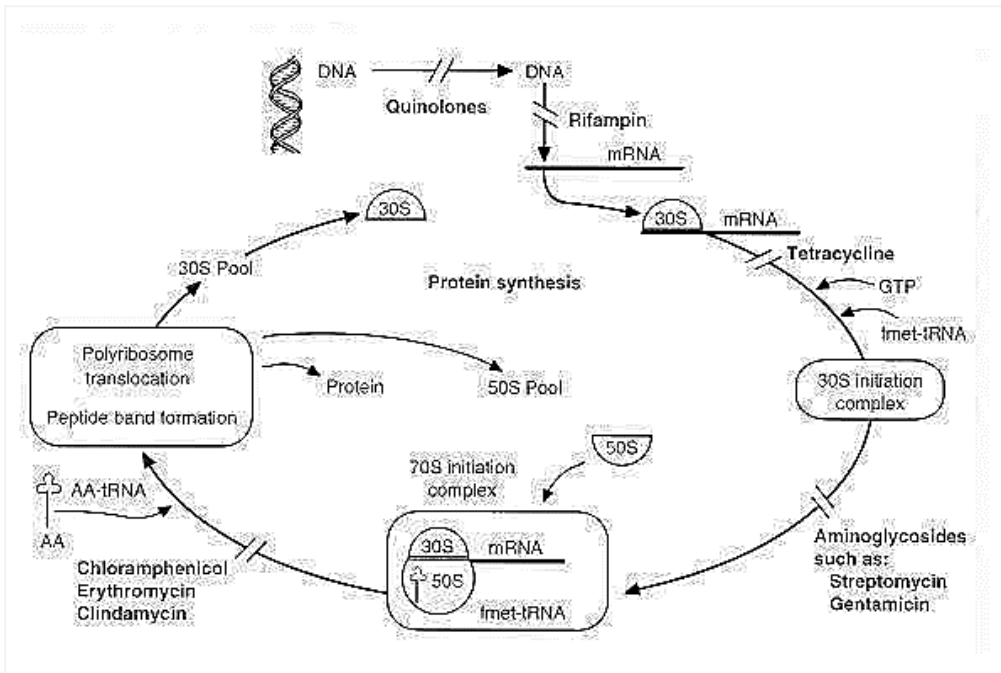 DNA
DNA
Quinolones
Rifampin
mRNA
30S
30S
mRNA
Tetracycline
GTP
fmet-tRNA
30S Pool
Protein synthesis
Polyribosome
translocation
Peptide band formation
Protein
50S Pool
30S initiation
complex
50S
70S initiation
complex
AA-tRNA
AA
30S
mRNA
50S
fmet-tRNA
Chloramphenicol
Erythromycin
Clindamycin
Aminoglycosides
such as:
Streptomycin
Gentamicin